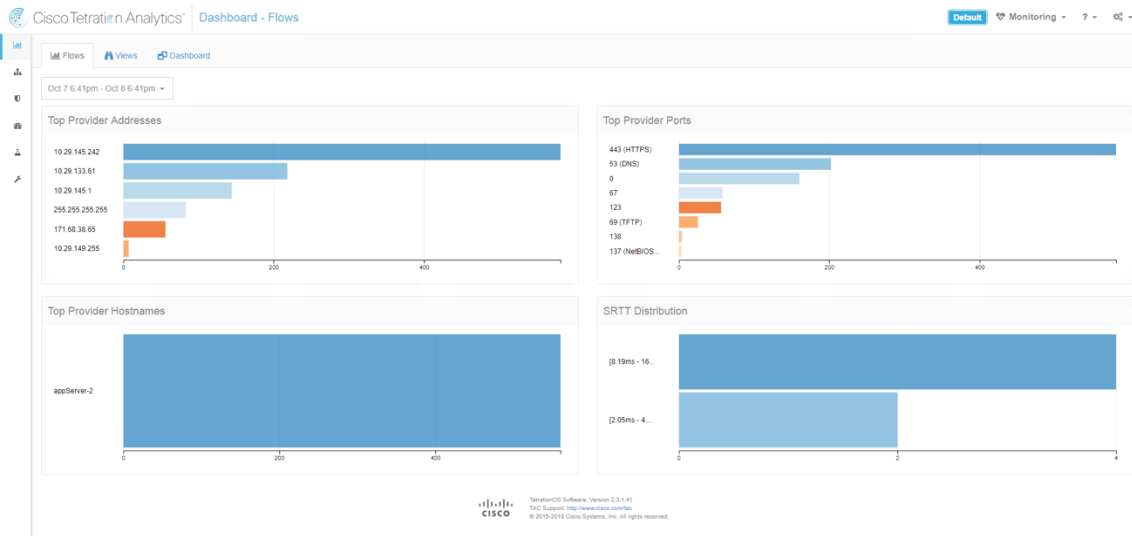 Cisco Tetration Analytics™ Dashboard - Flows Default Monitoring ?
Flows Views Dashboard
Oct 7 6:41pm - Oct 8 6:41pm
Top Provider Addresses
10.29.145.242
10.29.133.61
10.29.145.1
255.255.255.255
171.68.38.65
10.29.149.255
0 200 400
Top Provider Ports
443 (HTTPS)
53 (DNS)
0
67
123
69 (TFTP)
138
137 (NetBIOS...
0 200 400
Top Provider Hostnames
appServer-2
0 200 400
SRTT Distribution
[8.19ms - 16...
[2.05ms - 4....
0 2 4
CISCO
TetrationOS Software, Version 2.3.1.41
TAC Support: http://www.cisco.com/tac
© 2015-2018 Cisco Systems, Inc. All rights reserved.